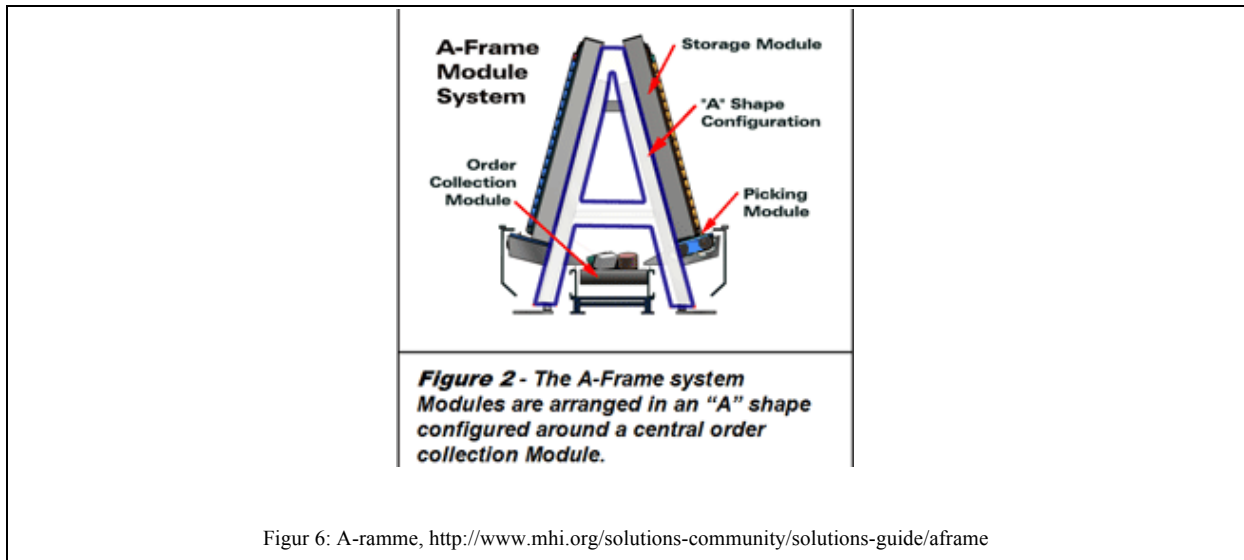 A-Frame
Module
System
Storage Module
"A" Shape
Configuration
Order
Collection
Module
Picking
Module
Figure 2 - The A-Frame system
Modules are arranged in an “A” shape
configured around a central order
collection Module.
Figur 6: A-ramme, http://www.mhi.org/solutions-community/solutions-guide/aframe